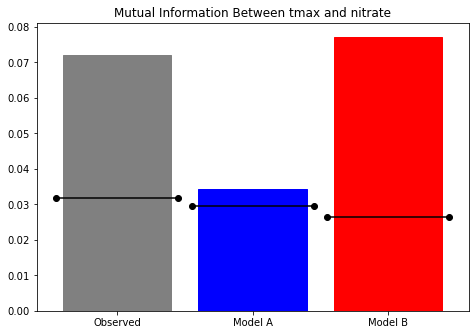 Mutual Information Between tmax and nitrate
0.08
0.07
0.06
0.05
0.04
0.03
0.02
0.01
0.00
Observed
Model A
Model B